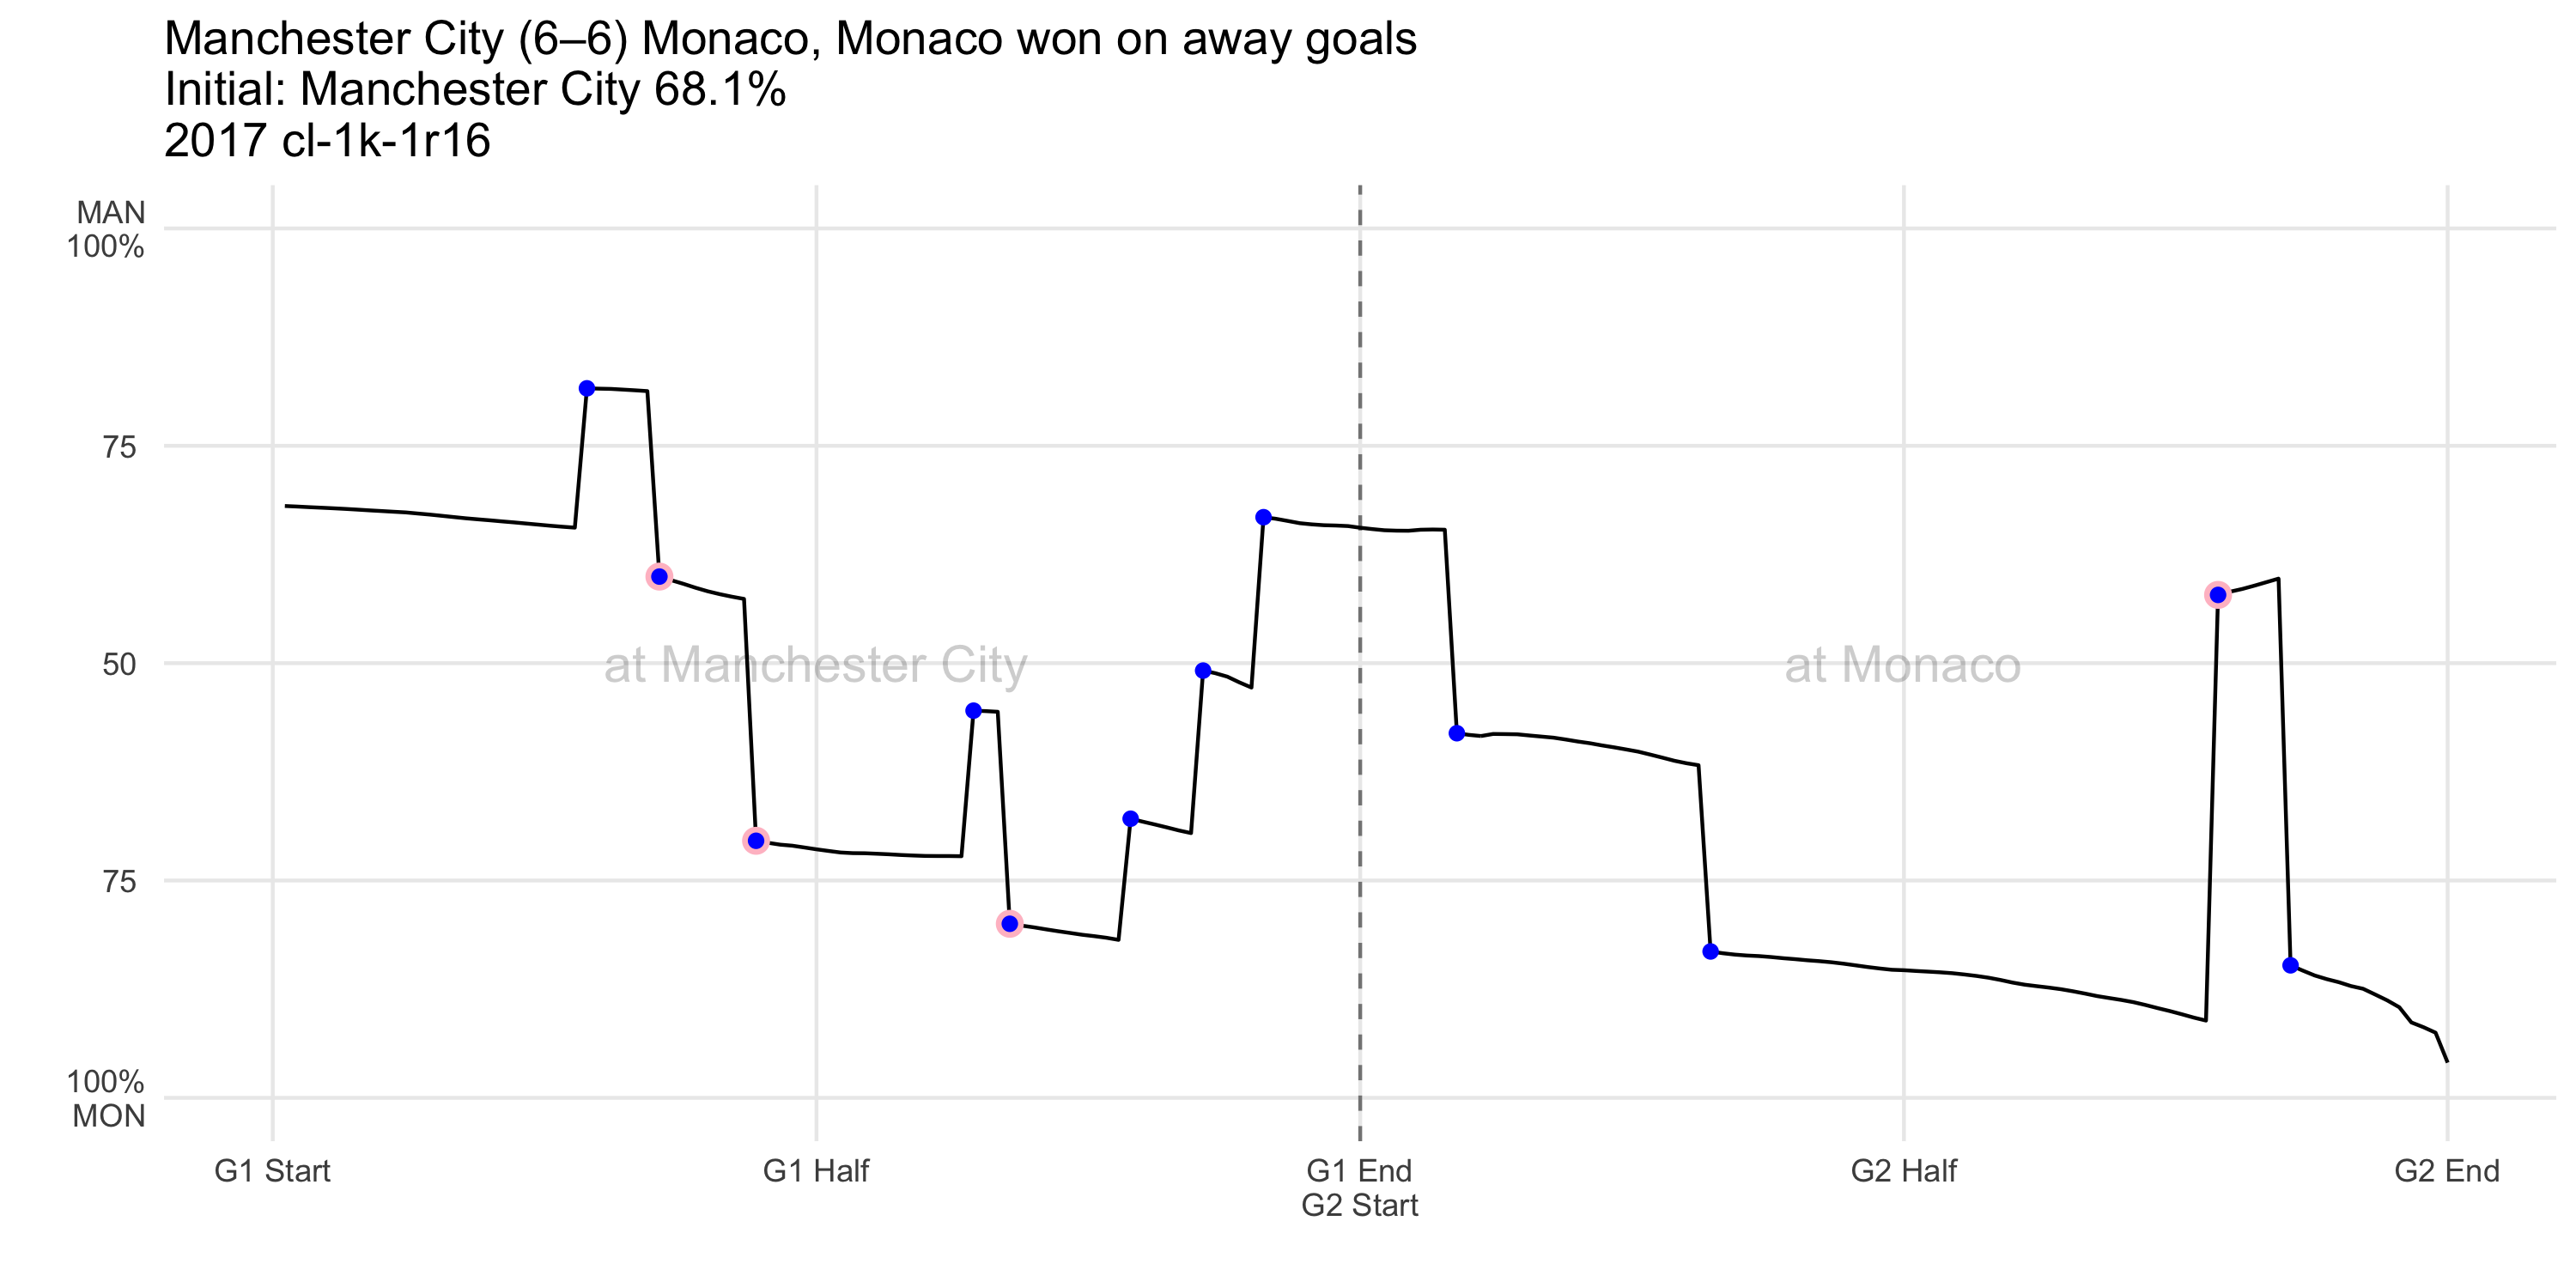 Manchester City (6–6) Monaco, Monaco won on away goals
Initial: Manchester City 68.1%
2017 cl-1k-1r16
MAN
100%
75
50
75
100%
MON
at Manchester City
at Monaco
G1 Start
G1 Half
G1 End
G2 Start
G2 Half
G2 End